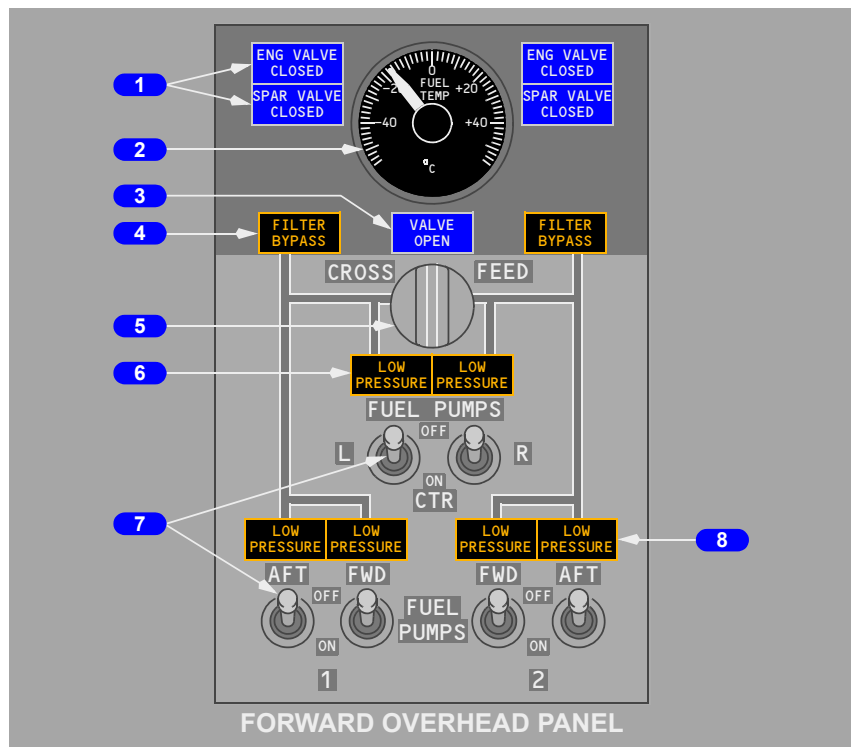 ENG VALVE
CLOSED
SPAR VALVE
CLOSED
ENG VALVE
CLOSED
SPAR VALVE
CLOSED
1
0
FUEL
TEMP
-20
+20
-40
+40
°C
2
3
4
FILTER
BYPASS
VALVE
OPEN
FILTER
BYPASS
CROSS
FEED
5
6
LOW
PRESSURE
LOW
PRESSURE
FUEL PUMPS
OFF
L
R
ON
CTR
7
LOW
PRESSURE
LOW
PRESSURE
LOW
PRESSURE
LOW
PRESSURE
8
AFT
FWD
FWD
AFT
OFF
OFF
FUEL
PUMPS
ON
ON
1
2
FORWARD OVERHEAD PANEL